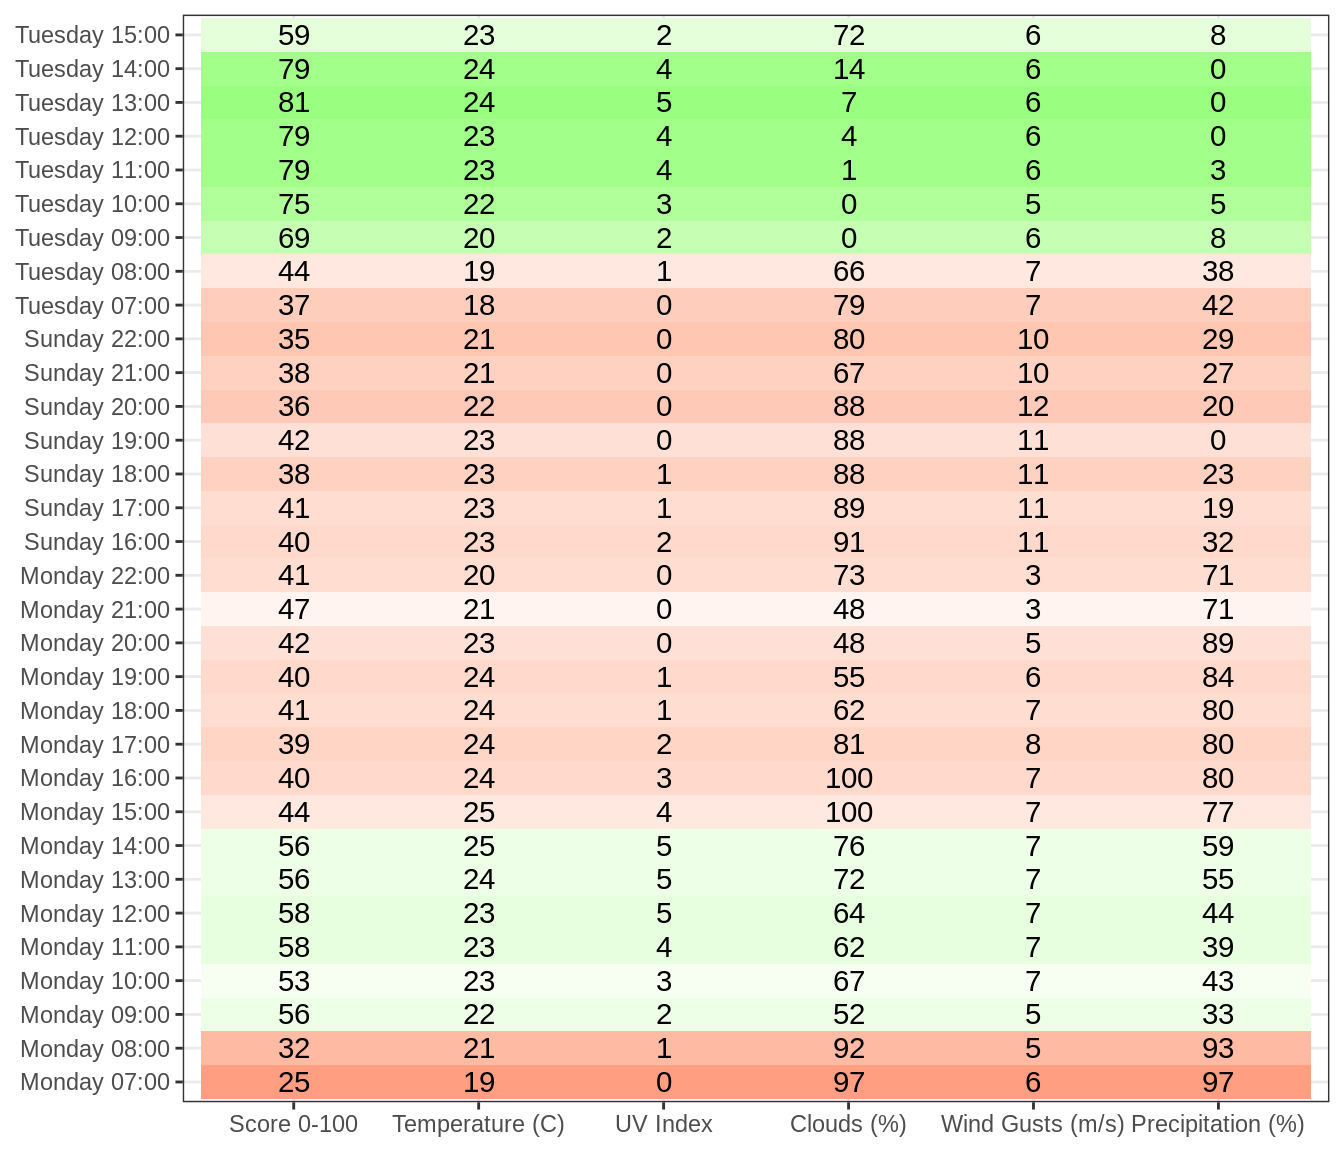 Tuesday 15:00 59 23 2 72 6 8
Tuesday 14:00 79 24 4 14 6 0
Tuesday 13:00 81 24 5 7 6 0
Tuesday 12:00 79 23 4 4 6 0
Tuesday 11:00 79 23 4 1 6 3
Tuesday 10:00 75 22 3 0 5 5
Tuesday 09:00 69 20 2 0 6 8
Tuesday 08:00 44 19 1 66 7 38
Tuesday 07:00 37 18 0 79 7 42
Sunday 22:00 35 21 0 80 10 29
Sunday 21:00 38 21 0 67 10 27
Sunday 20:00 36 22 0 88 12 20
Sunday 19:00 42 23 0 88 11 0
Sunday 18:00 38 23 1 88 11 23
Sunday 17:00 41 23 1 89 11 19
Sunday 16:00 40 23 2 91 11 32
Monday 22:00 41 20 0 73 3 71
Monday 21:00 47 21 0 48 3 71
Monday 20:00 42 23 0 48 5 89
Monday 19:00 40 24 1 55 6 84
Monday 18:00 41 24 1 62 7 80
Monday 17:00 39 24 2 81 8 80
Monday 16:00 40 24 3 100 7 80
Monday 15:00 44 25 4 100 7 77
Monday 14:00 56 25 5 76 7 59
Monday 13:00 56 24 5 72 7 55
Monday 12:00 58 23 5 64 7 44
Monday 11:00 58 23 4 62 7 39
Monday 10:00 53 23 3 67 7 43
Monday 09:00 56 22 2 52 5 33
Monday 08:00 32 21 1 92 5 93
Monday 07:00 25 19 0 97 6 97
Score 0-100 Temperature (C) UV Index Clouds (%) Wind Gusts (m/s) Precipitation (%)